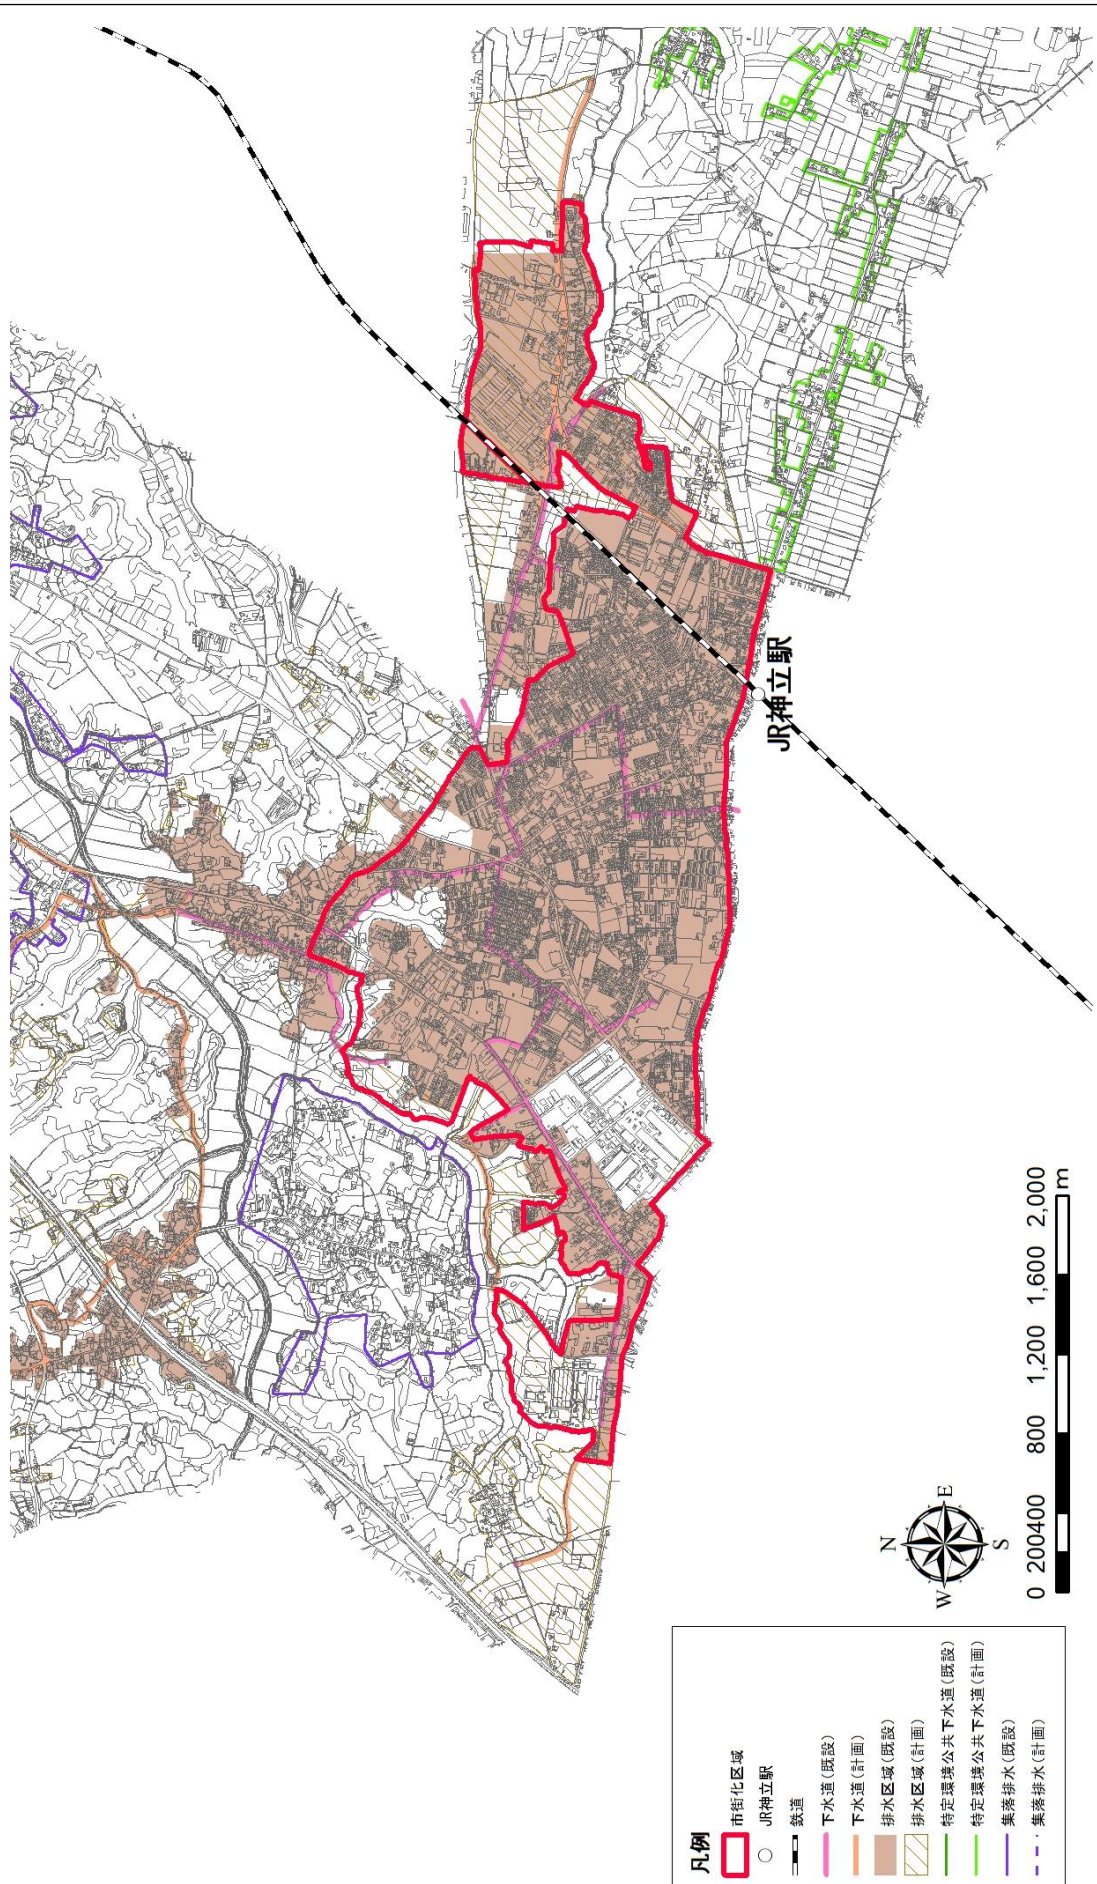 JR神立駅
N
W
E
S
0 200400 800 1,200 1,600 2,000
m
凡例
市街化区域
JR神立駅
鉄道
下水道(既設)
下水道(計画)
排水区域(既設)
排水区域(計画)
特定環境公共下水道(既設)
特定環境公共下水道(計画)
集落排水(既設)
集落排水(計画)